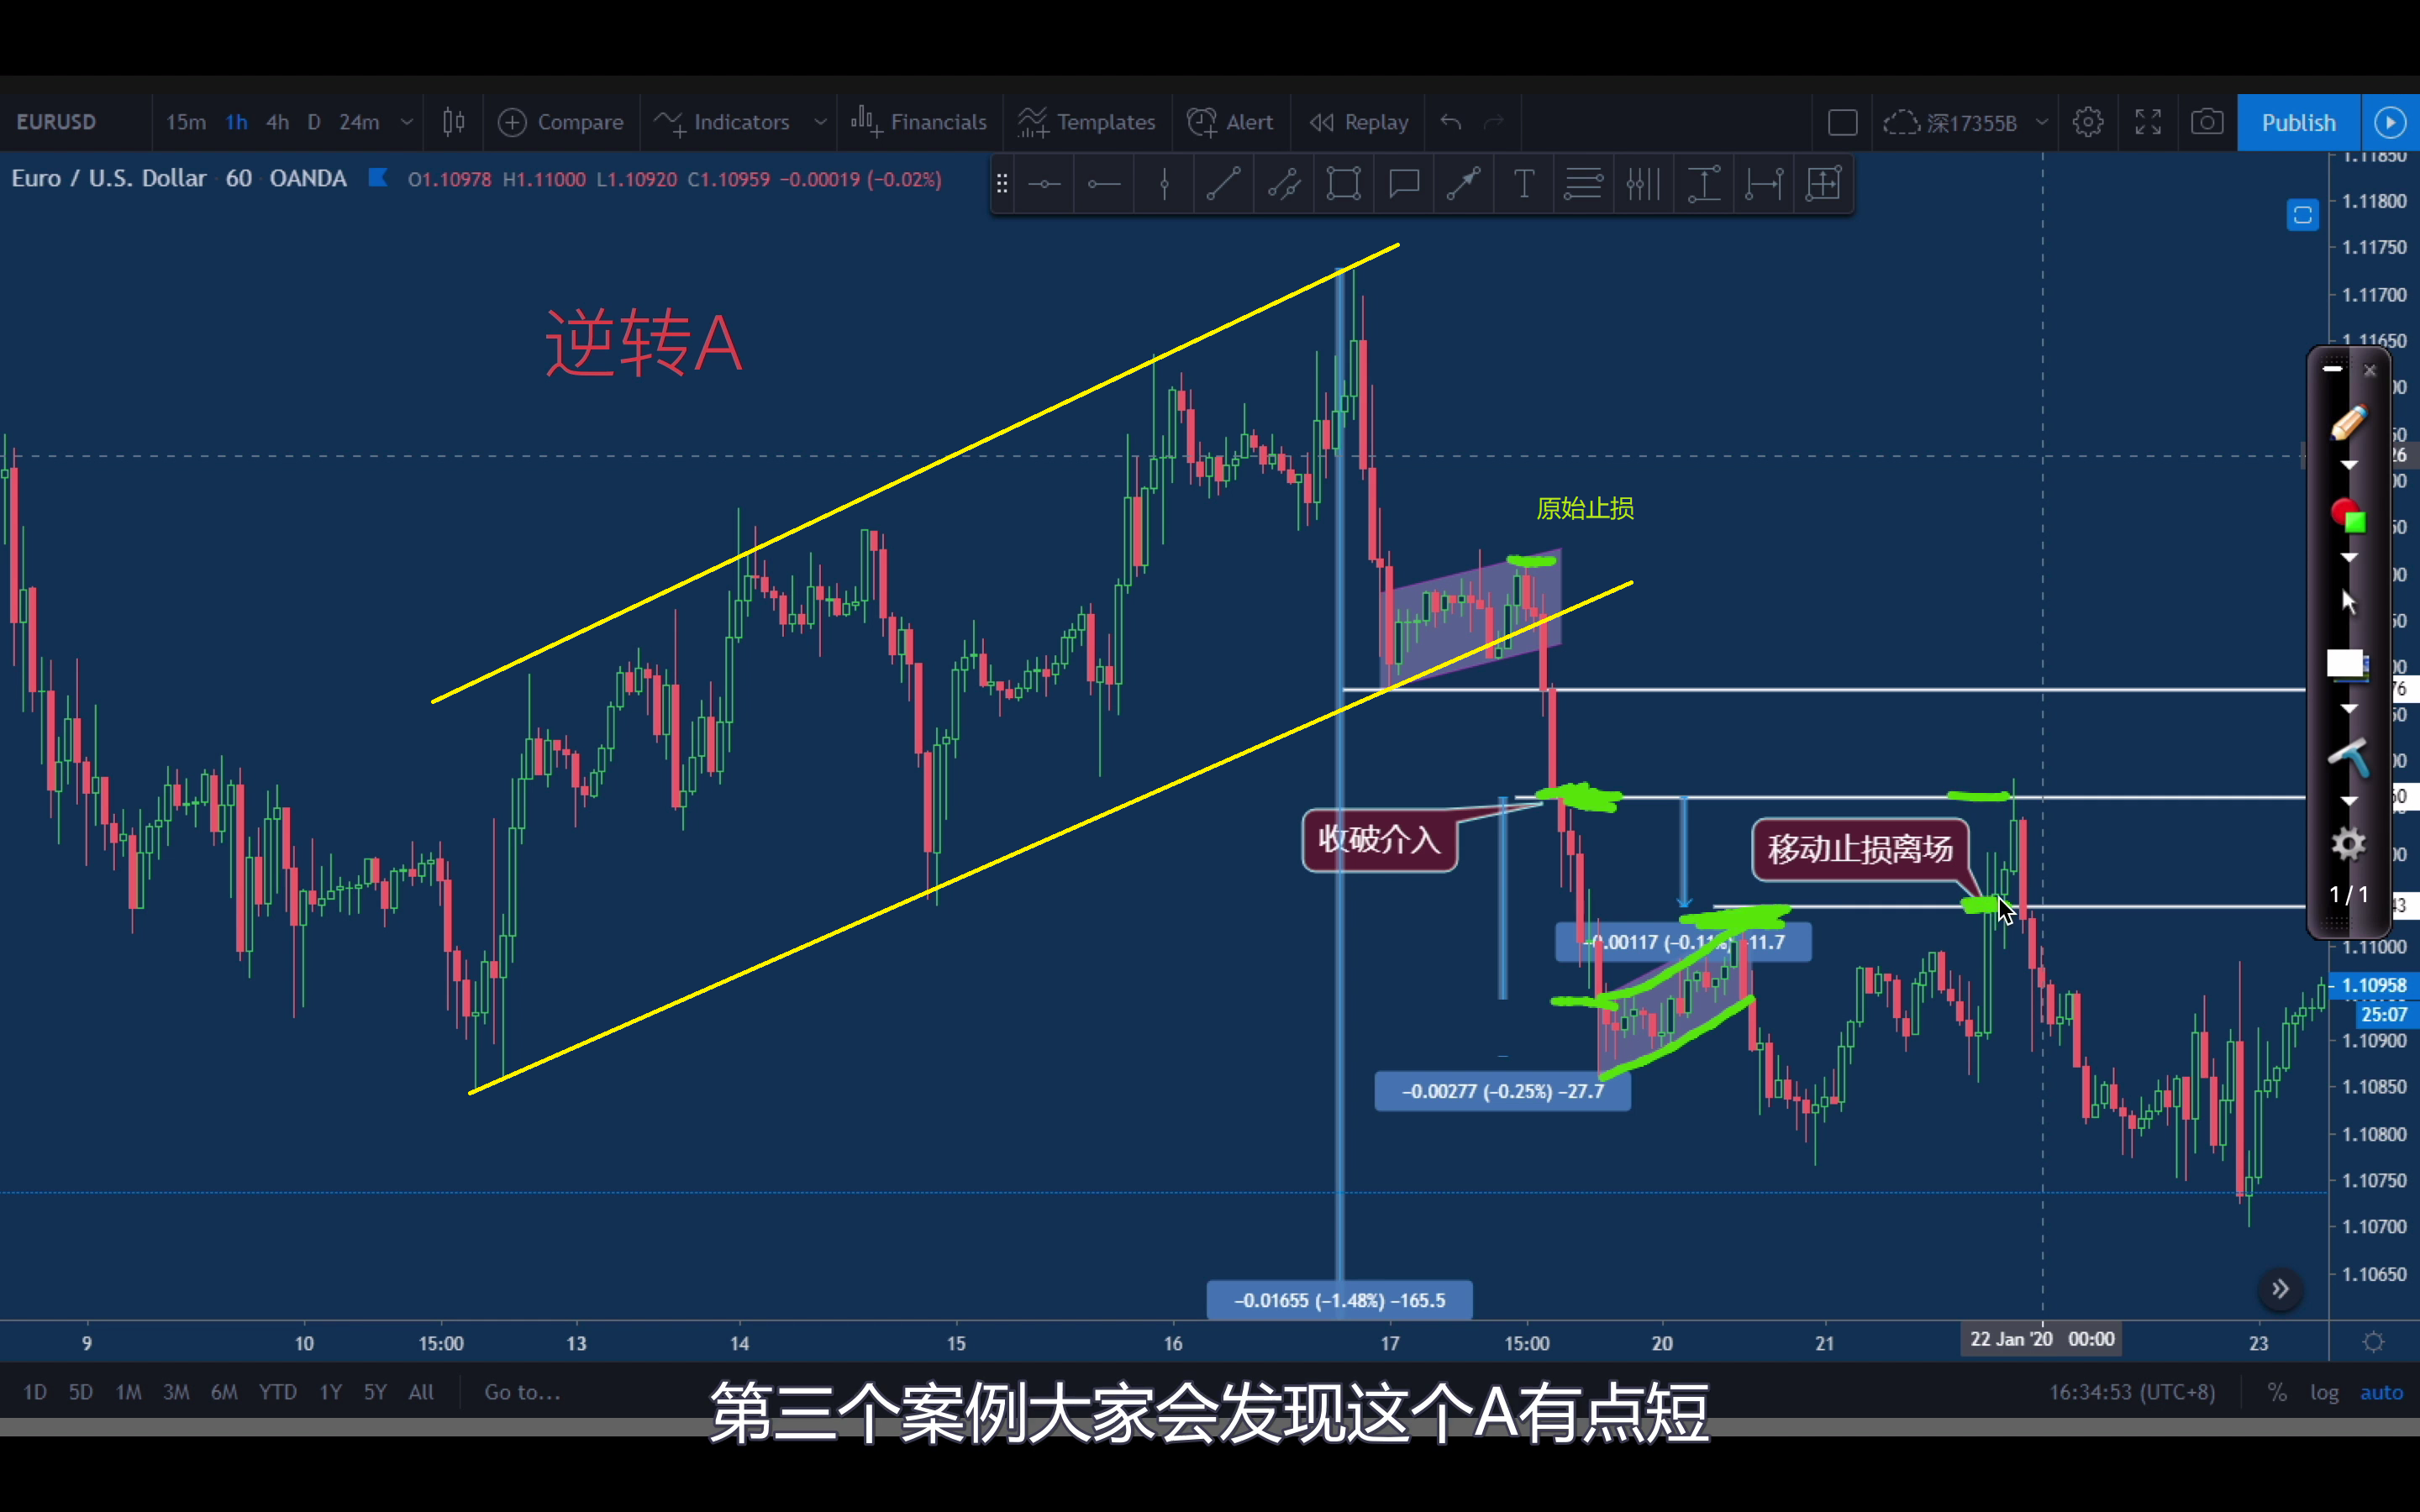 EURUSD 15m 1h 4h D 24m Compare Indicators Financials Templates Alert Replay 深17355B Publish
Euro / U.S. Dollar 60 OANDA O1.10978 H1.11000 L1.10920 C1.10959 −0.00019 (−0.02%)
1.11850
1.11800
1.11750
1.11700
1.11650
逆转A
原始止损
收破介入
移动止损离场
1/1
−0.00117 (−0.11%) −11.7
1.11000
1.10958
25:07
1.10900
−0.00277 (−0.25%) −27.7
1.10850
1.10800
1.10750
1.10700
1.10650
−0.01655 (−1.48%) −165.5
9 10 15:00 13 14 15 16 17 15:00 20 21 22 Jan '20 00:00 23
1D 5D 1M 3M 6M YTD 1Y 5Y All Go to... 16:34:53 (UTC+8) % log auto
第三个案例大家会发现这个A有点短